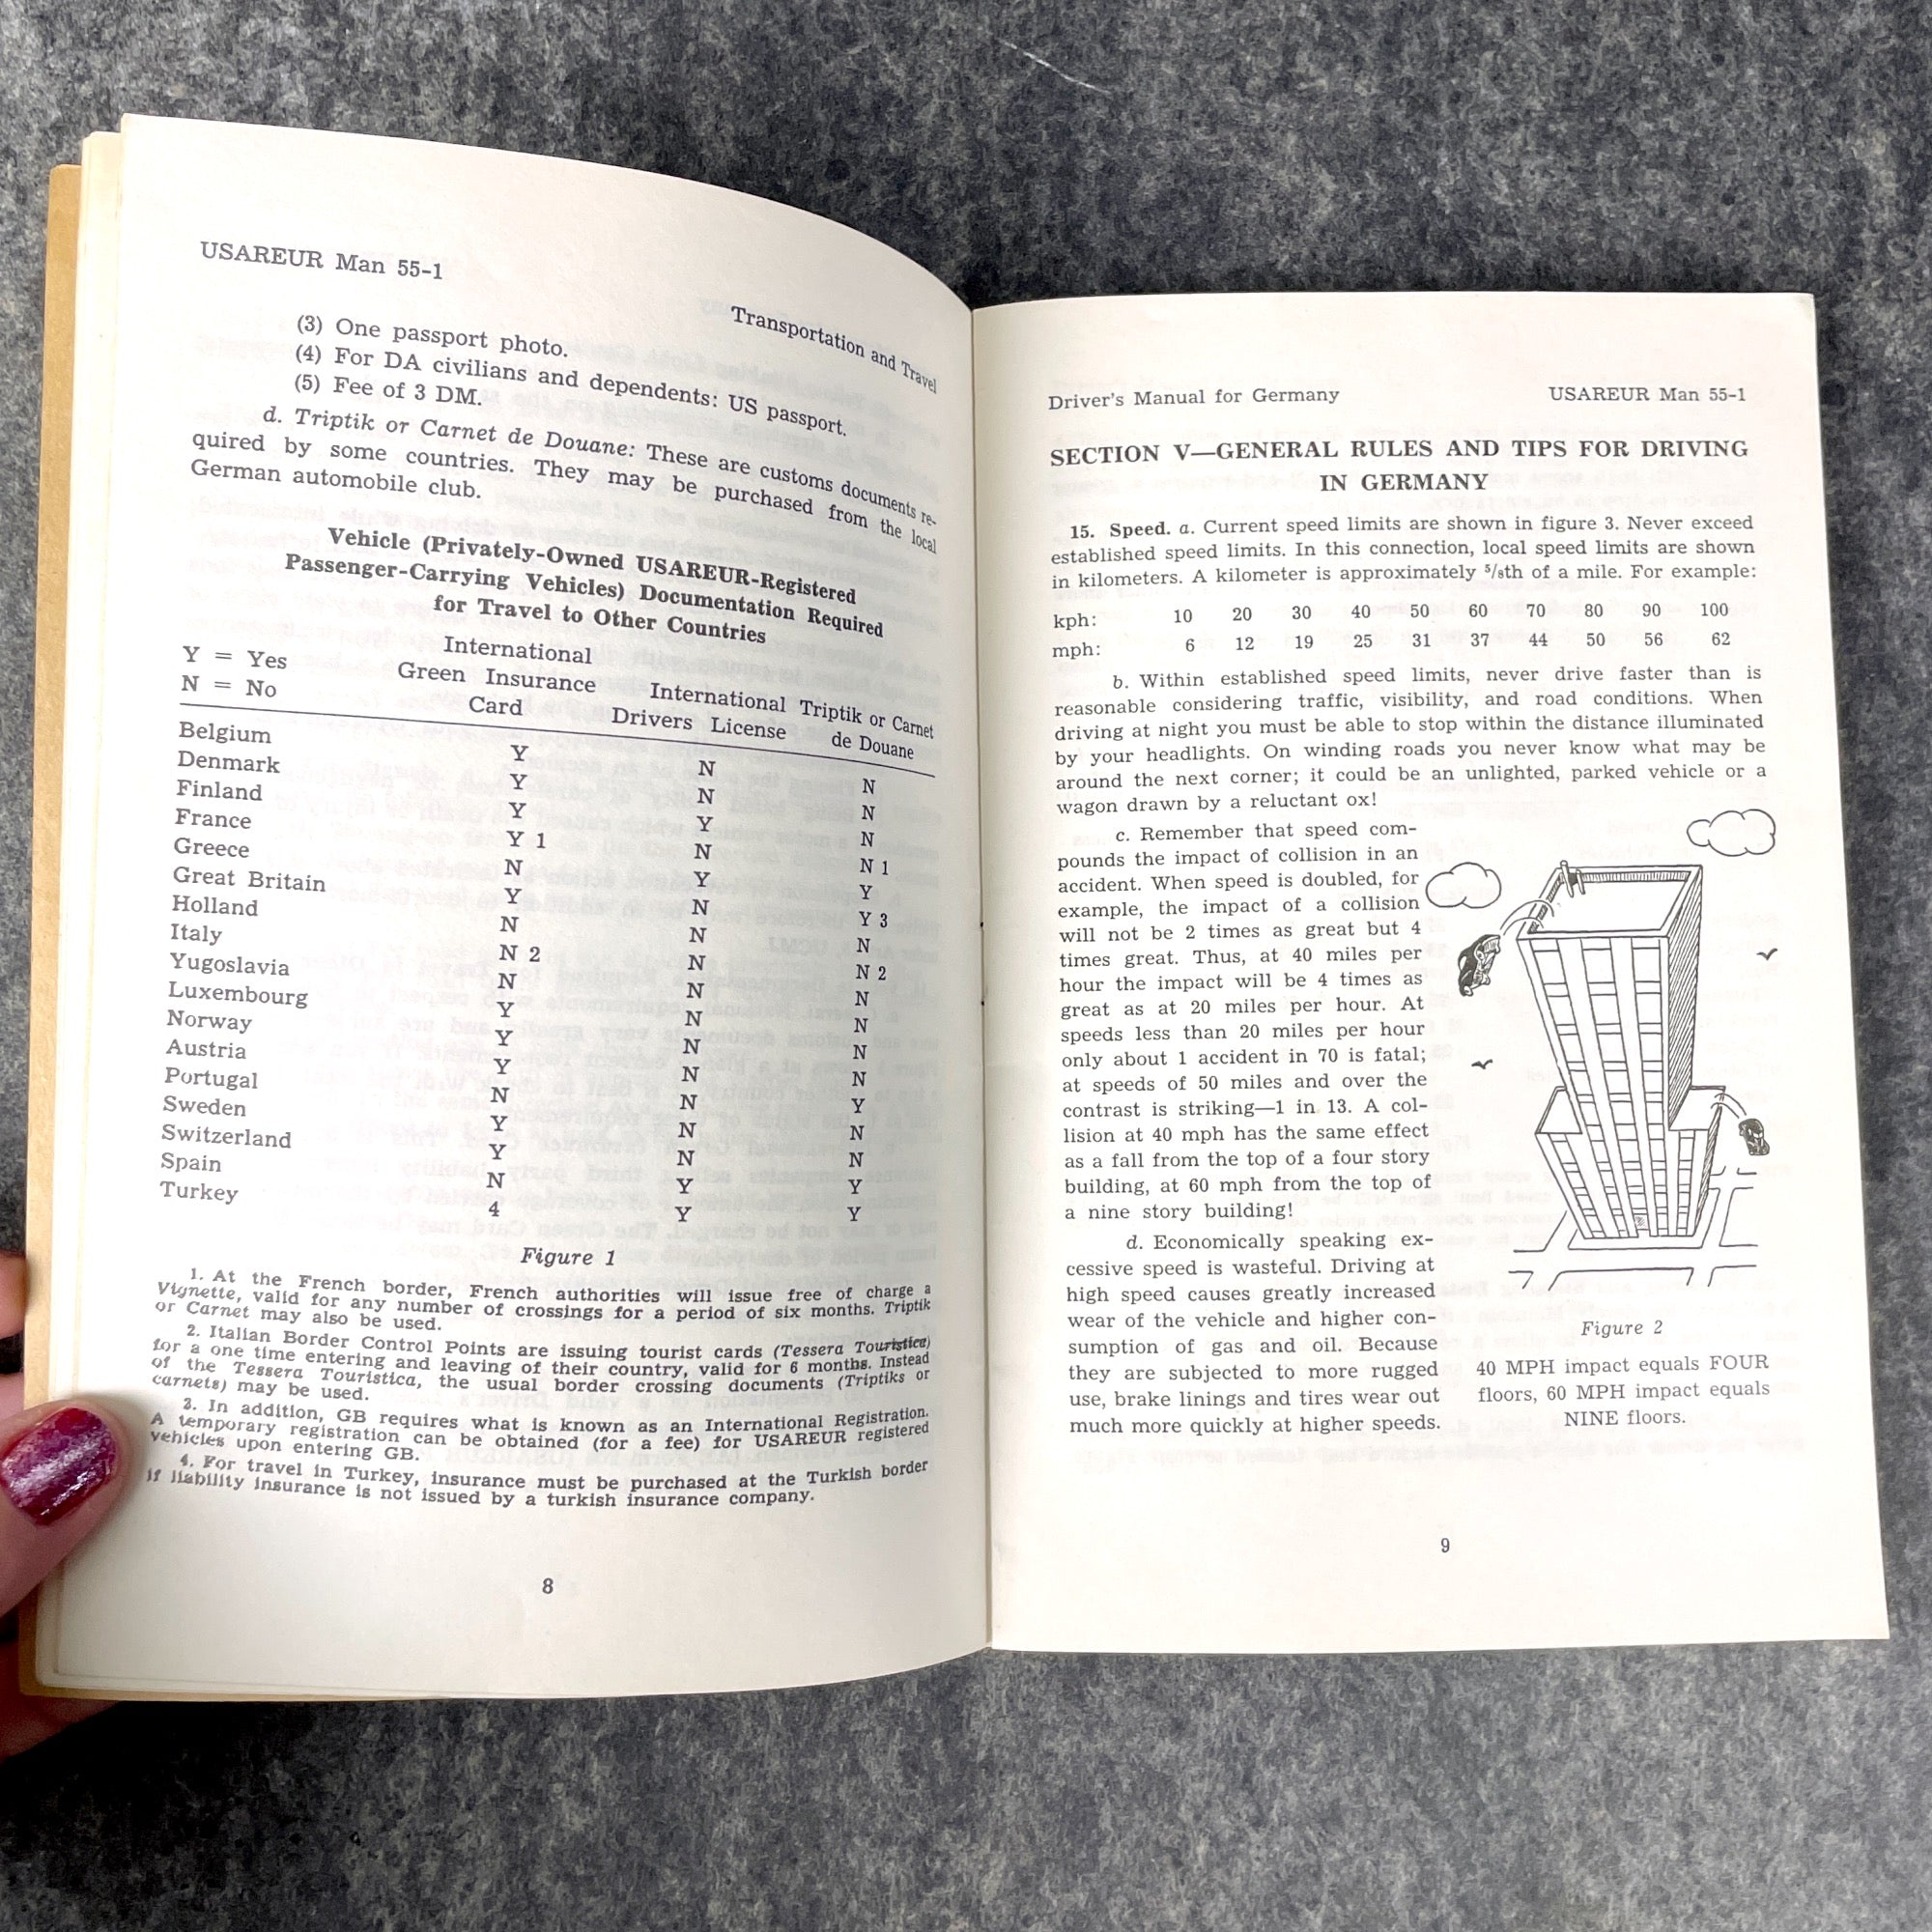 USAREUR Man 55-1
Transportation and Travel
(3) One passport photo.
(4) For DA civilians and dependents: US passport.
(5) Fee of 3 DM.
d. Triptik or Carnet de Douane: These are customs documents re-
quired by some countries. They may be purchased from the local
German automobile club.
Vehicle (Privately-Owned USAREUR-Registered
Passenger-Carrying Vehicles) Documentation Required
for Travel to Other Countries
Y = Yes
N = No
International
Green Insurance
Card
International
Drivers License
Triptik or Carnet
de Douane
Belgium Y N N
Denmark Y N N
Finland Y Y N
France Y 1 N N 1
Greece N Y Y
Great Britain Y N Y 3
Holland N N N
Italy N 2 N N 2
Yugoslavia N N N
Luxembourg Y N N
Norway Y N N
Austria Y N N
Portugal N N Y
Sweden Y N N
Switzerland Y N N
Spain N Y Y
Turkey 4 Y Y
Figure 1
1. At the French border, French authorities will issue free of charge a
Vignette, valid for any number of crossings for a period of six months. Triptik
or Carnet may also be used.
2. Italian Border Control Points are issuing tourist cards (Tessera Touristica)
for a one time entering and leaving of their country, valid for 6 months. Instead
of the Tessera Touristica, the usual border crossing documents (Triptiks or
carnets) may be used.
3. In addition, GB requires what is known as an International Registration.
A temporary registration can be obtained (for a fee) for USAREUR registered
vehicles upon entering GB.
4. For travel in Turkey, insurance must be purchased at the Turkish border
if liability insurance is not issued by a turkish insurance company.
8
Driver's Manual for Germany USAREUR Man 55-1
SECTION V—GENERAL RULES AND TIPS FOR DRIVING
IN GERMANY
15. Speed. a. Current speed limits are shown in figure 3. Never exceed
established speed limits. In this connection, local speed limits are shown
in kilometers. A kilometer is approximately 5/8th of a mile. For example:
kph: 10 20 30 40 50 60 70 80 90 100
mph: 6 12 19 25 31 37 44 50 56 62
b. Within established speed limits, never drive faster than is
reasonable considering traffic, visibility, and road conditions. When
driving at night you must be able to stop within the distance illuminated
by your headlights. On winding roads you never know what may be
around the next corner; it could be an unlighted, parked vehicle or a
wagon drawn by a reluctant ox!
c. Remember that speed com-
pounds the impact of collision in an
accident. When speed is doubled, for
example, the impact of a collision
will not be 2 times as great but 4
times great. Thus, at 40 miles per
hour the impact will be 4 times as
great as at 20 miles per hour. At
speeds less than 20 miles per hour
only about 1 accident in 70 is fatal;
at speeds of 50 miles and over the
contrast is striking—1 in 13. A col-
lision at 40 mph has the same effect
as a fall from the top of a four story
building, at 60 mph from the top of
a nine story building!
d. Economically speaking ex-
cessive speed is wasteful. Driving at
high speed causes greatly increased
wear of the vehicle and higher con-
sumption of gas and oil. Because
they are subjected to more rugged
use, brake linings and tires wear out
much more quickly at higher speeds.
Figure 2
40 MPH impact equals FOUR
floors, 60 MPH impact equals
NINE floors.
9